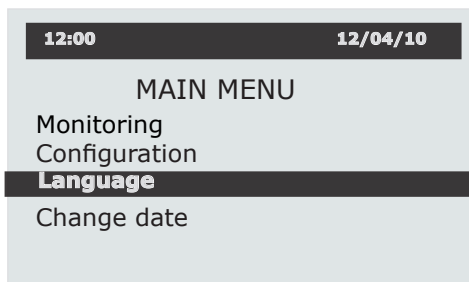 12:00 12/04/10
MAIN MENU
Monitoring
Configuration
Language
Change date